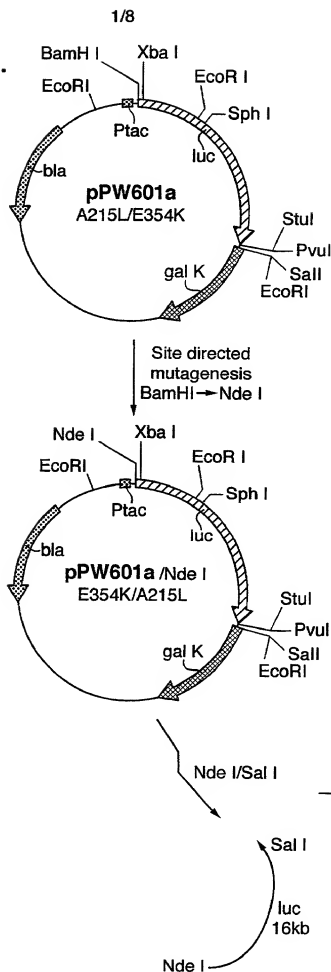 1/8
BamH I
Xba I
EcoRI
EcoR I
Sph I
Ptac
luc
bla
pPW601a
A215L/E354K
StuI
PvuI
SalI
EcoRI
gal K
Site directed
mutagenesis
BamHI→Nde I
Nde I
Xba I
EcoRI
EcoR I
Sph I
Ptac
luc
bla
pPW601a /Nde I
E354K/A215L
StuI
PvuI
SalI
EcoRI
gal K
Nde I/Sal I
Sal I
luc
16kb
Nde I